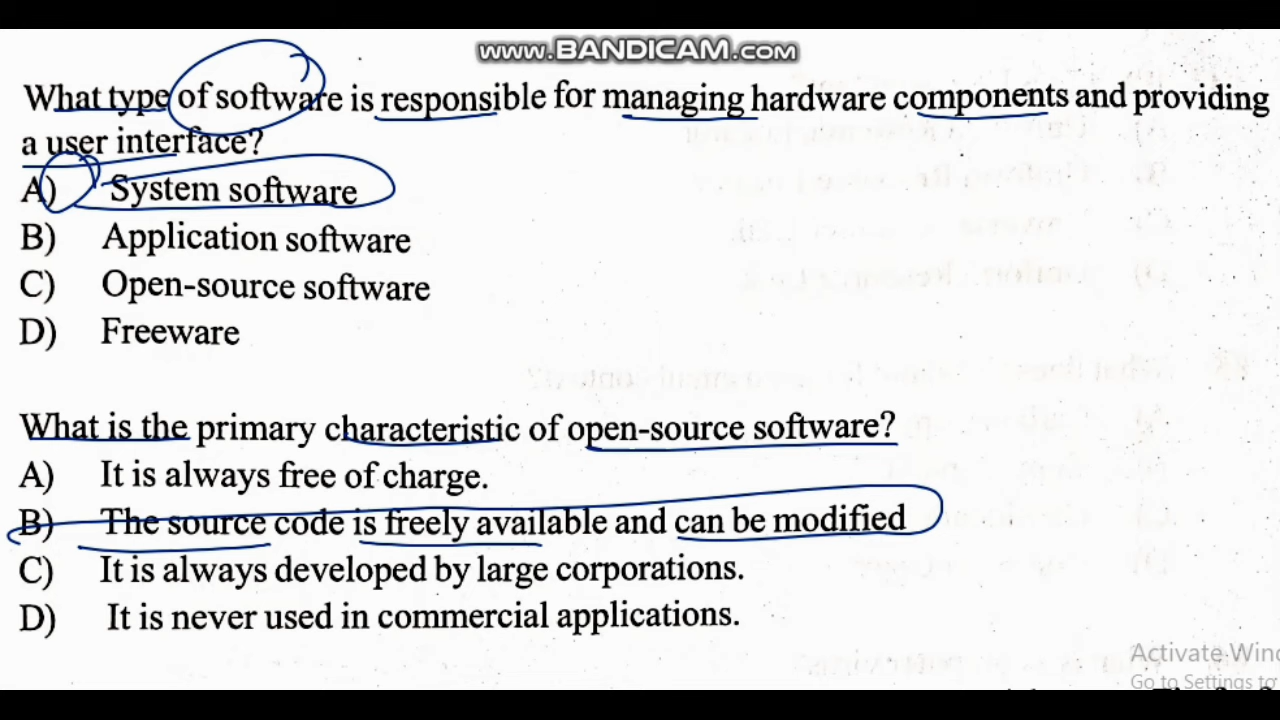 www.BANDICAM.com
What type of software is responsible for managing hardware components and providing
a user interface?
A) System software
B) Application software
C) Open-source software
D) Freeware
What is the primary characteristic of open-source software?
A) It is always free of charge.
B) The source code is freely available and can be modified
C) It is always developed by large corporations.
D) It is never used in commercial applications.
Activate
Go to Settings to